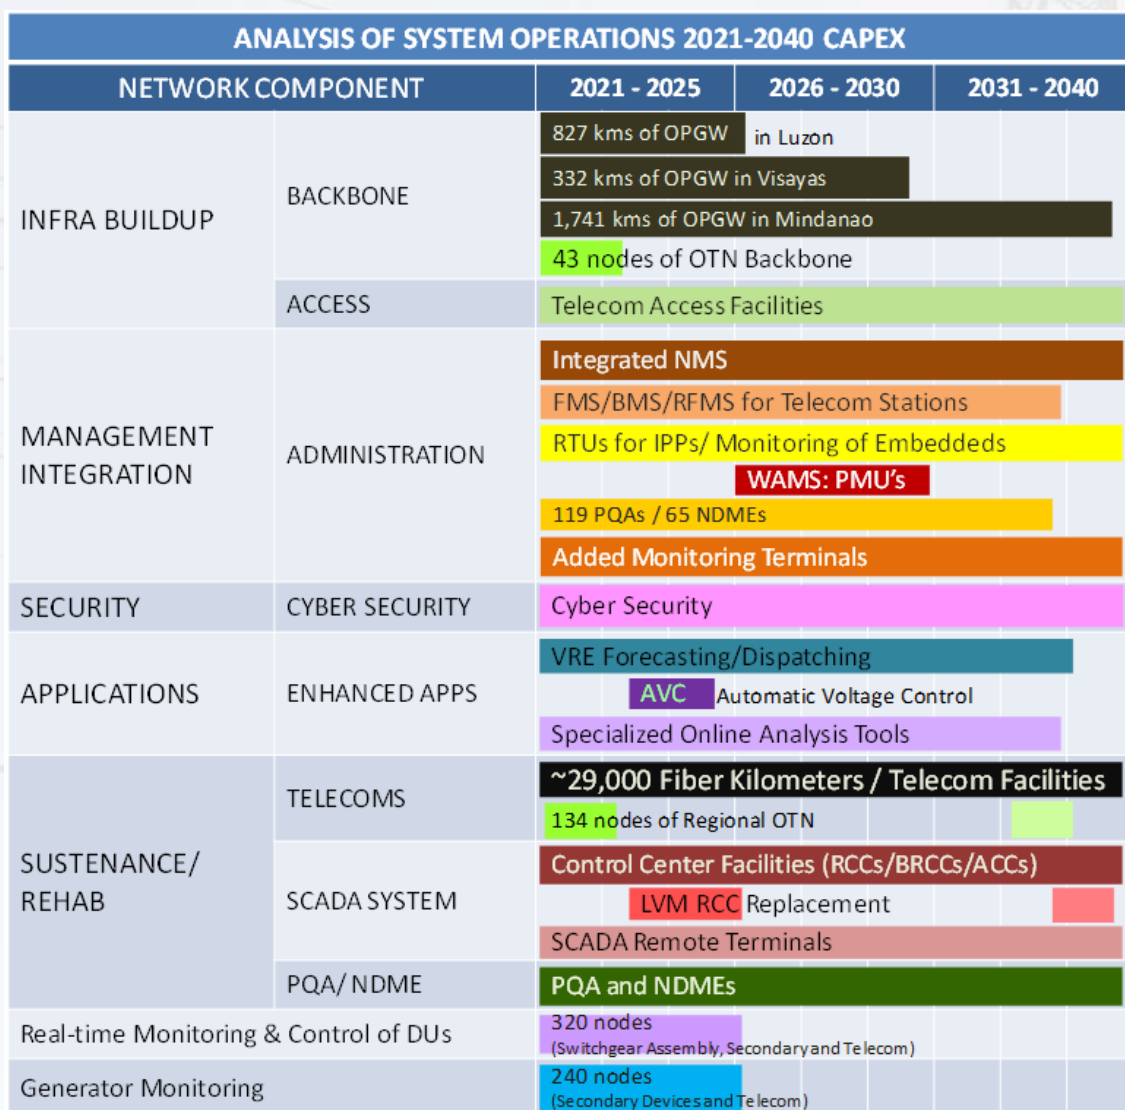 ANALYSIS OF SYSTEM OPERATIONS 2021-2040 CAPEX
NETWORK COMPONENT
2021 - 2025
2026 - 2030
2031 - 2040
INFRA BUILDUP
BACKBONE
827 kms of OPGW in Luzon
332 kms of OPGW in Visayas
1,741 kms of OPGW in Mindanao
43 nodes of OTN Backbone
ACCESS
Telecom Access Facilities
MANAGEMENT
INTEGRATION
ADMINISTRATION
Integrated NMS
FMS/BMS/RFMS for Telecom Stations
RTUs for IPPs/ Monitoring of Embeddeds
WAMS: PMU's
119 PQAs / 65 NDMEs
Added Monitoring Terminals
SECURITY
CYBER SECURITY
Cyber Security
APPLICATIONS
ENHANCED APPS
VRE Forecasting/Dispatching
AVC Automatic Voltage Control
Specialized Online Analysis Tools
SUSTENANCE/
REHAB
TELECOMS
~29,000 Fiber Kilometers / Telecom Facilities
134 nodes of Regional OTN
SCADA SYSTEM
Control Center Facilities (RCCs/BRCCs/ACCs)
LVM RCC Replacement
SCADA Remote Terminals
PQA/ NDME
PQA and NDMEs
Real-time Monitoring & Control of DUs
320 nodes
(Switchgear Assembly, Secondary and Telecom)
Generator Monitoring
240 nodes
(Secondary Devices and Telecom)